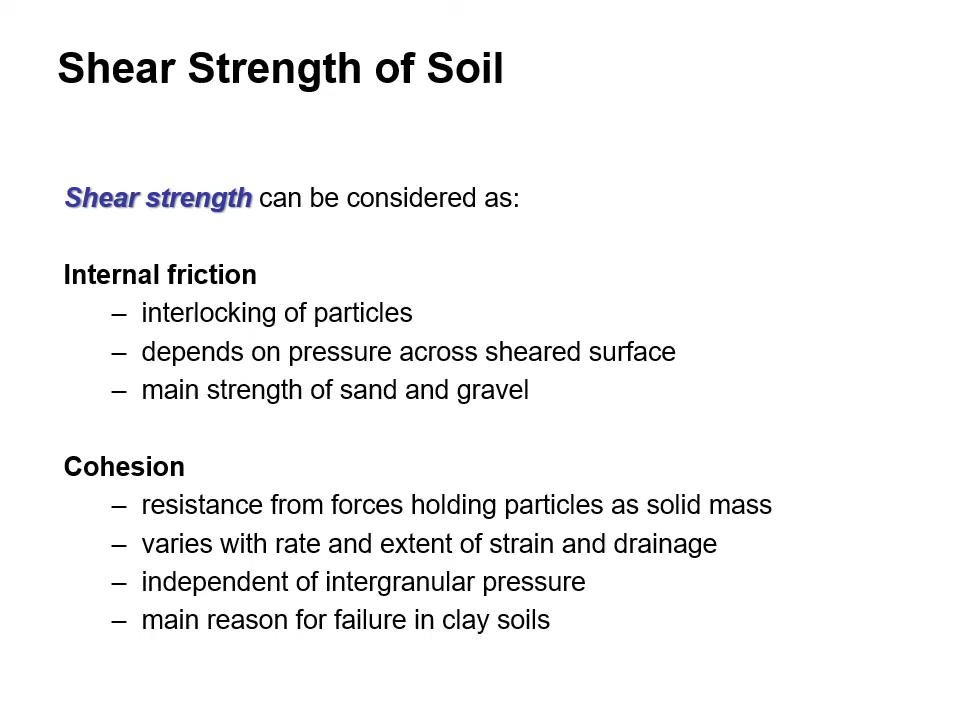 Shear Strength of Soil
Shear strength can be considered as:
Internal friction
– interlocking of particles
– depends on pressure across sheared surface
– main strength of sand and gravel
Cohesion
– resistance from forces holding particles as solid mass
– varies with rate and extent of strain and drainage
– independent of intergranular pressure
– main reason for failure in clay soils